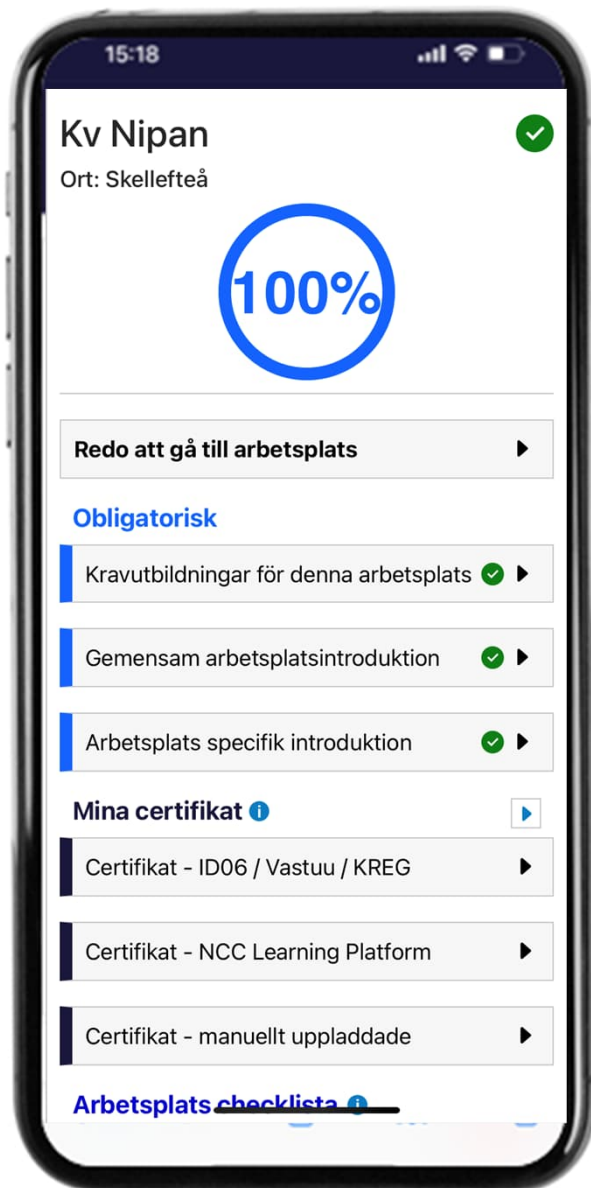 15:18
Kv Nipan
Ort: Skellefteå
100%
Redo att gå till arbetsplats
Obligatorisk
Kravutbildningar för denna arbetsplats
Gemensam arbetsplatsintroduktion
Arbetsplats specifik introduktion
Mina certifikat
Certifikat - ID06 / Vastuu / KREG
Certifikat - NCC Learning Platform
Certifikat - manuellt uppladdade
Arbetsplats checklista